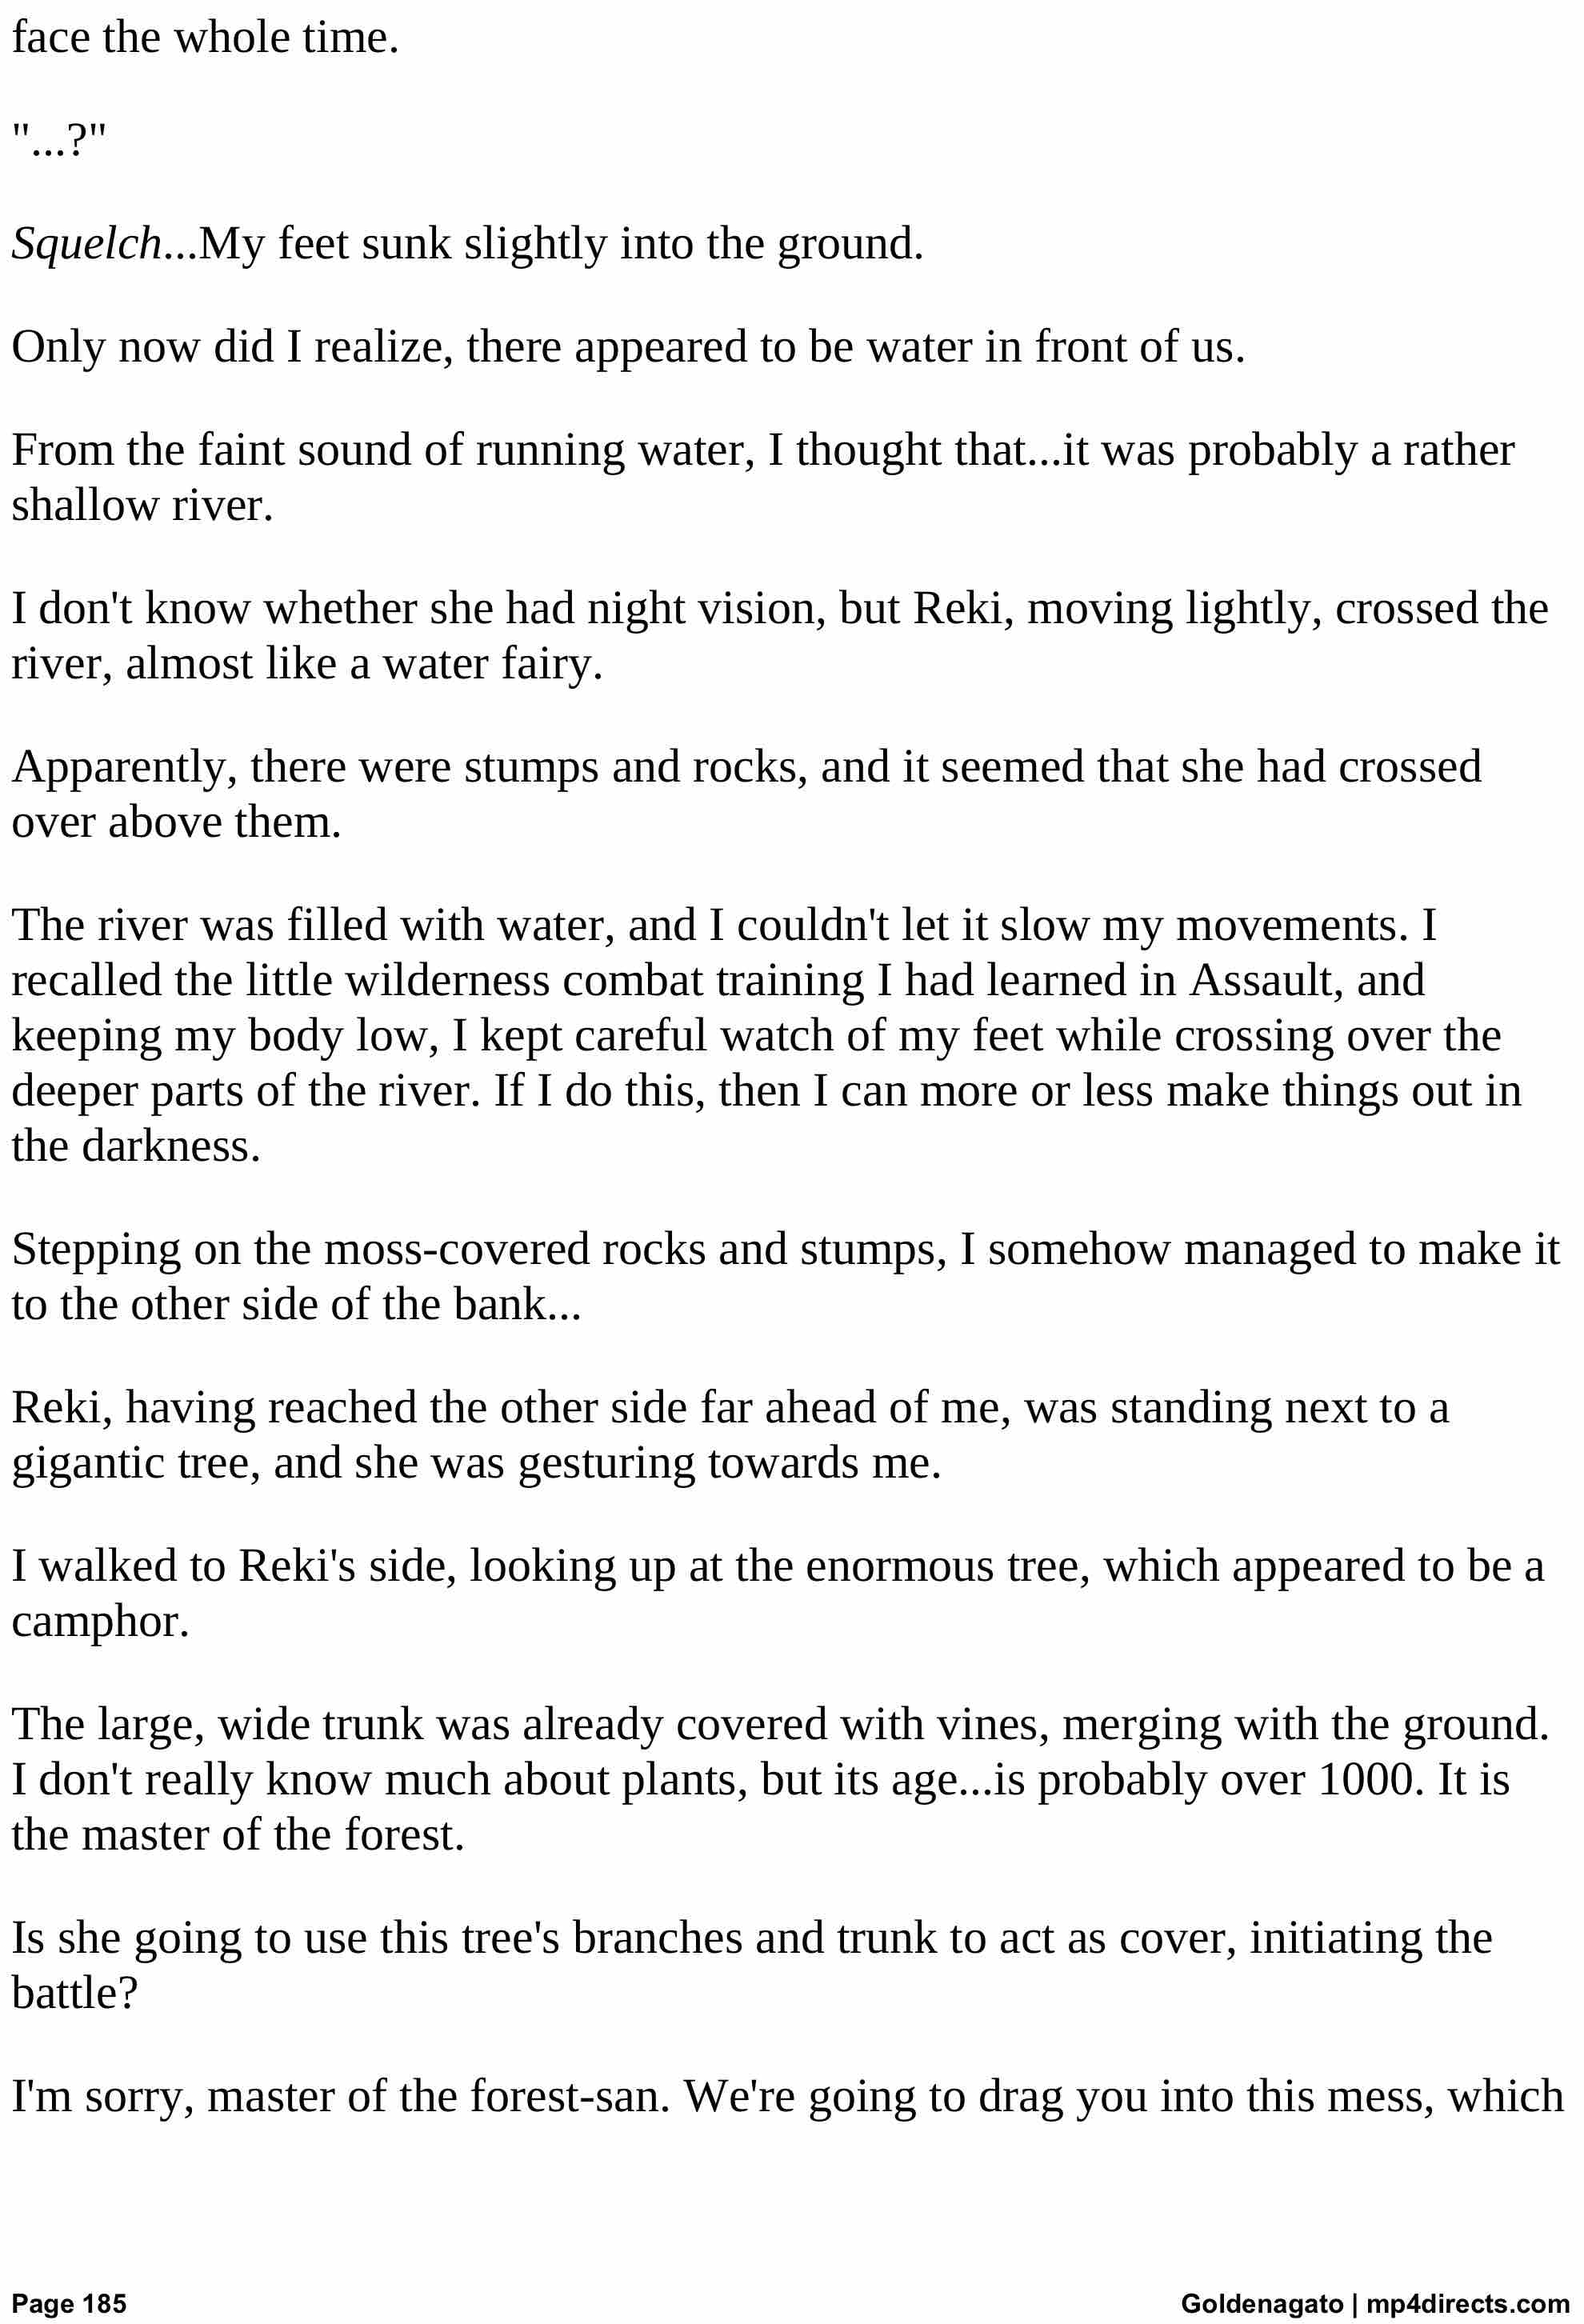 face the whole time.
"...?"
Squelch...My feet sunk slightly into the ground.
Only now did I realize, there appeared to be water in front of us.
From the faint sound of running water, I thought that...it was probably a rather
shallow river.
I don't know whether she had night vision, but Reki, moving lightly, crossed the
river, almost like a water fairy.
Apparently, there were stumps and rocks, and it seemed that she had crossed
over above them.
The river was filled with water, and I couldn't let it slow my movements. I
recalled the little wilderness combat training I had learned in Assault, and
keeping my body low, I kept careful watch of my feet while crossing over the
deeper parts of the river. If I do this, then I can more or less make things out in
the darkness.
Stepping on the moss-covered rocks and stumps, I somehow managed to make it
to the other side of the bank...
Reki, having reached the other side far ahead of me, was standing next to a
gigantic tree, and she was gesturing towards me.
I walked to Reki's side, looking up at the enormous tree, which appeared to be a
camphor.
The large, wide trunk was already covered with vines, merging with the ground.
I don't really know much about plants, but its age...is probably over 1000. It is
the master of the forest.
Is she going to use this tree's branches and trunk to act as cover, initiating the
battle?
I'm sorry, master of the forest-san. We're going to drag you into this mess, which
Page 185
Goldenagato | mp4directs.com